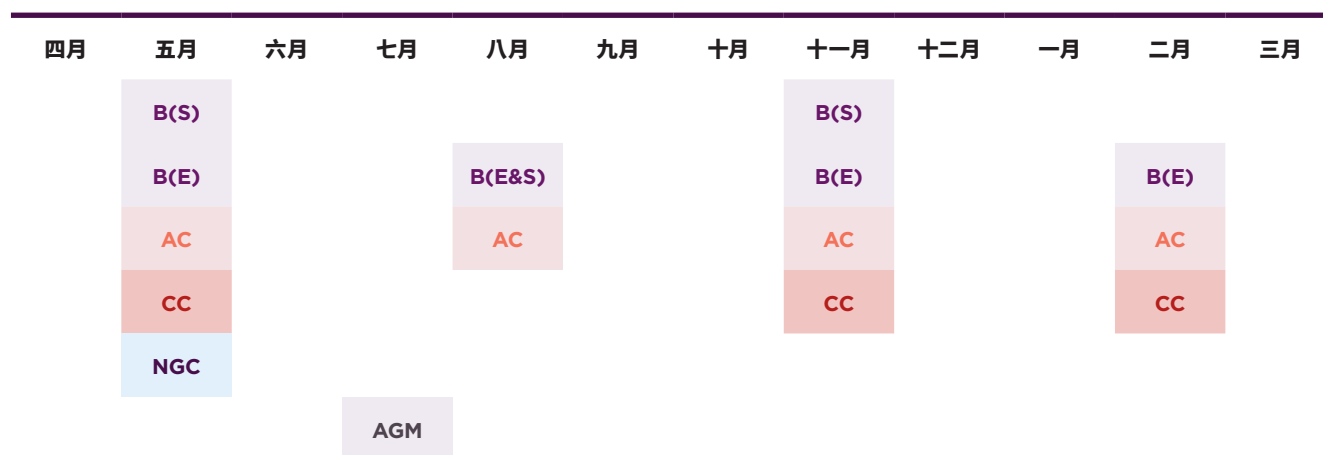 四月 五月 六月 七月 八月 九月 十月 十一月 十二月 一月 二月 三月
B(S) B(S)
B(E) B(E&S) B(E) B(E)
AC AC AC AC
CC CC CC
NGC
AGM